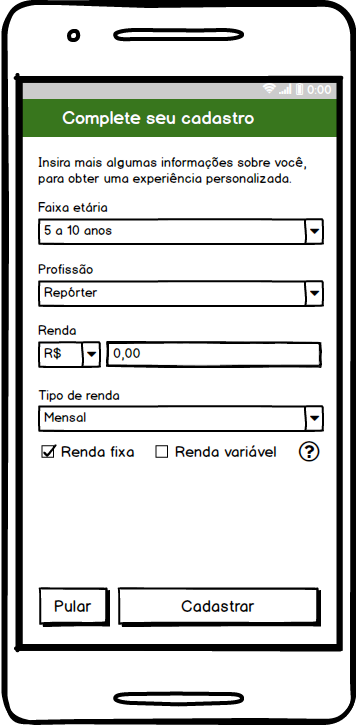 0:00
Complete seu cadastro
Insira mais algumas informações sobre você,
para obter uma experiência personalizada.
Faixa etária
5 a 10 anos
Profissão
Repórter
Renda
R$ 0,00
Tipo de renda
Mensal
Renda fixa Renda variável ?
Pular Cadastrar